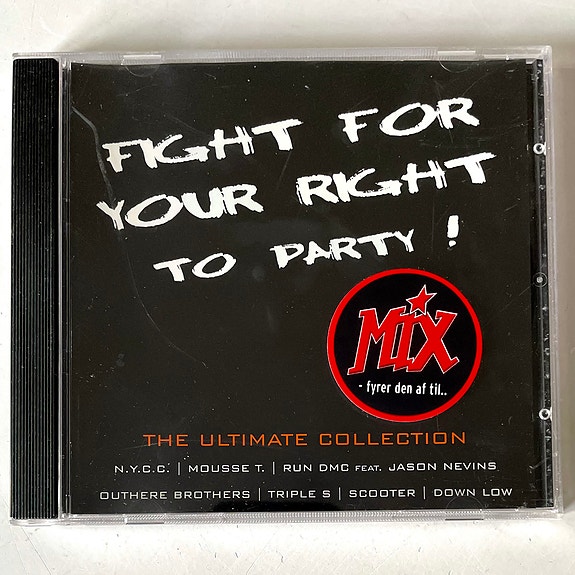 FIGHT FOR
YOUR RIGHT
TO PARTY !
MIX
- fyrer den af til..
THE ULTIMATE COLLECTION
N.Y.C.C. | MOUSSE T. | RUN DMC FEAT. JASON NEVINS
OUTHERE BROTHERS | TRIPLE S | SCOOTER | DOWN LOW